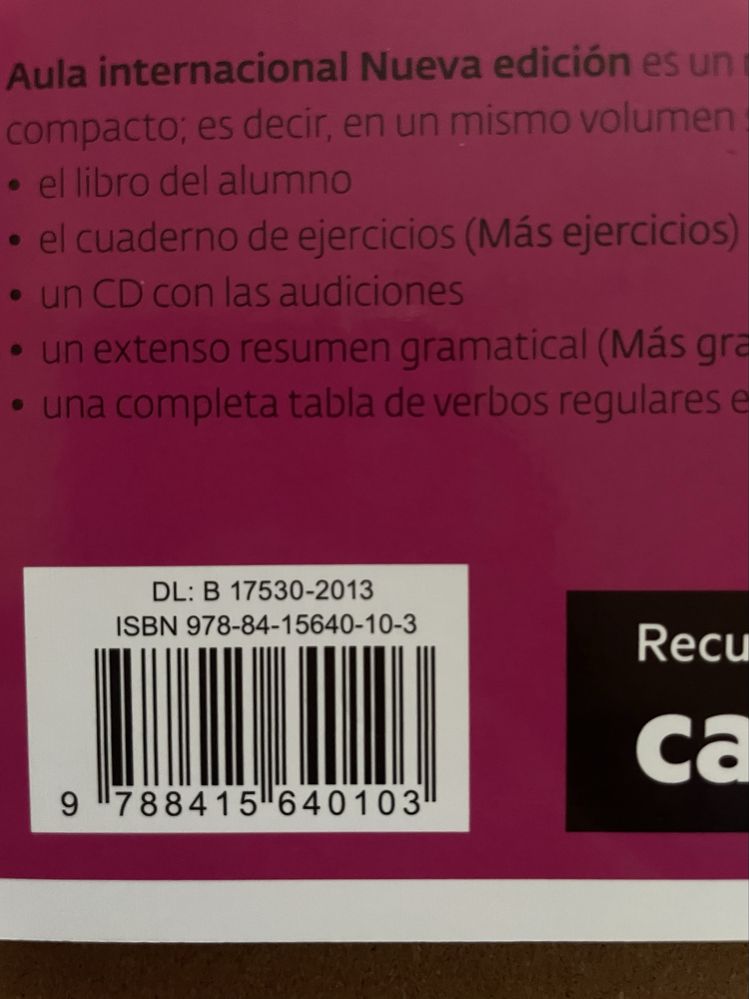 Aula internacional Nueva edición es un
compacto; es decir, en un mismo volumen
• el libro del alumno
• el cuaderno de ejercicios (Más ejercicios)
• un CD con las audiciones
• un extenso resumen gramatical (Más gra
• una completa tabla de verbos regulares e
DL: B 17530-2013
ISBN 978-84-15640-10-3
9 788415 640103
Recu
ca